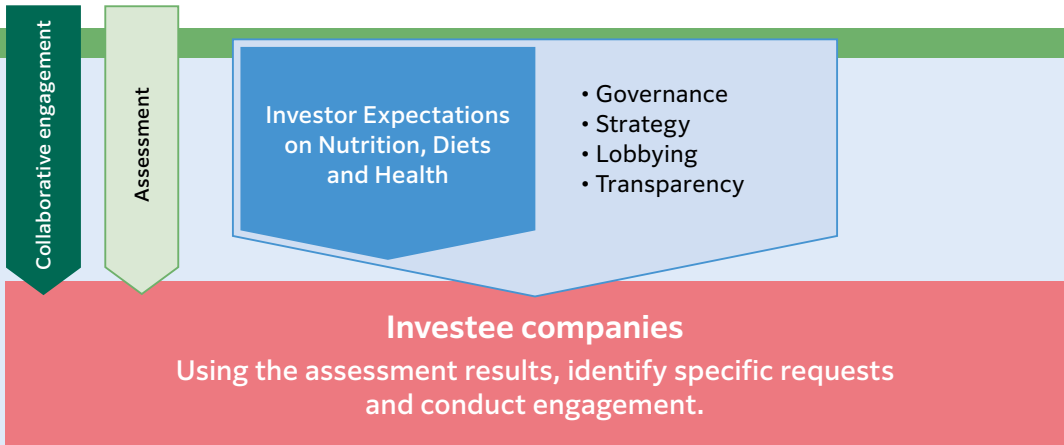 Collaborative engagement
Assessment
Investor Expectations
on Nutrition, Diets
and Health
• Governance
• Strategy
• Lobbying
• Transparency
Investee companies
Using the assessment results, identify specific requests
and conduct engagement.